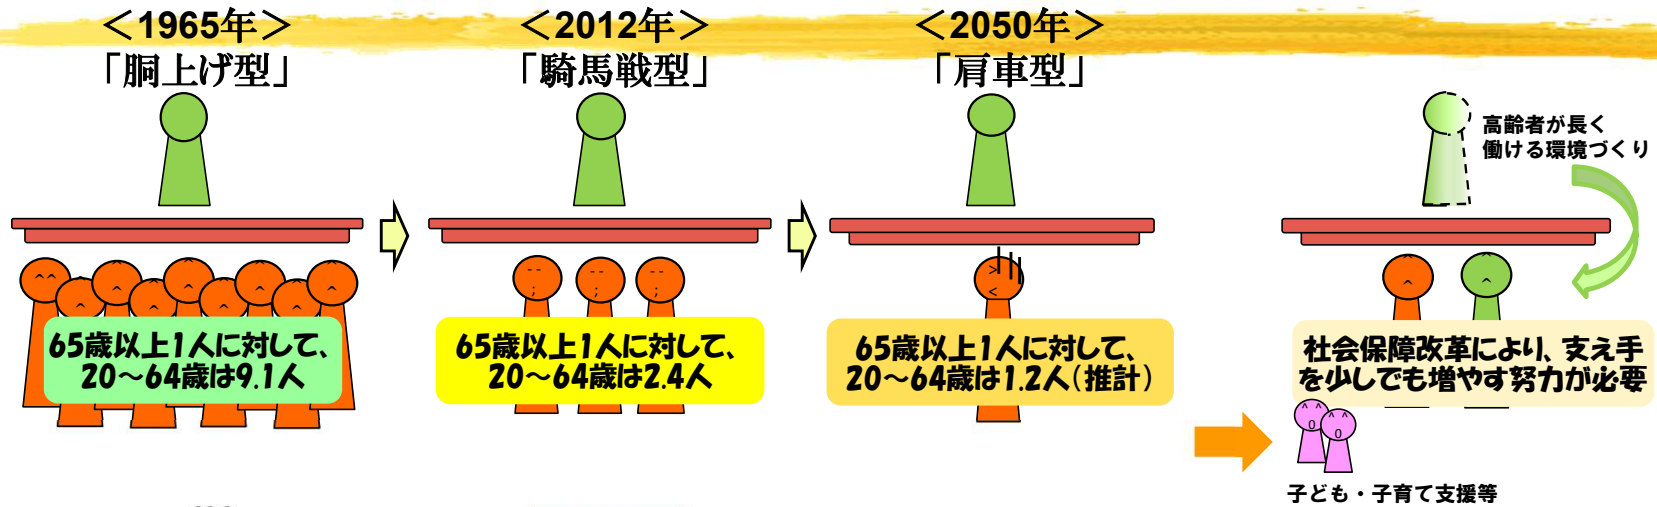 ＜1965年＞
「胴上げ型」
＜2012年＞
「騎馬戦型」
＜2050年＞
「肩車型」
高齢者が長く
働ける環境づくり
65歳以上1人に対して、
20～64歳は9.1人
65歳以上1人に対して、
20～64歳は2.4人
65歳以上1人に対して、
20～64歳は1.2人（推計）
社会保障改革により、支え手
を少しでも増やす努力が必要
子ども・子育て支援等